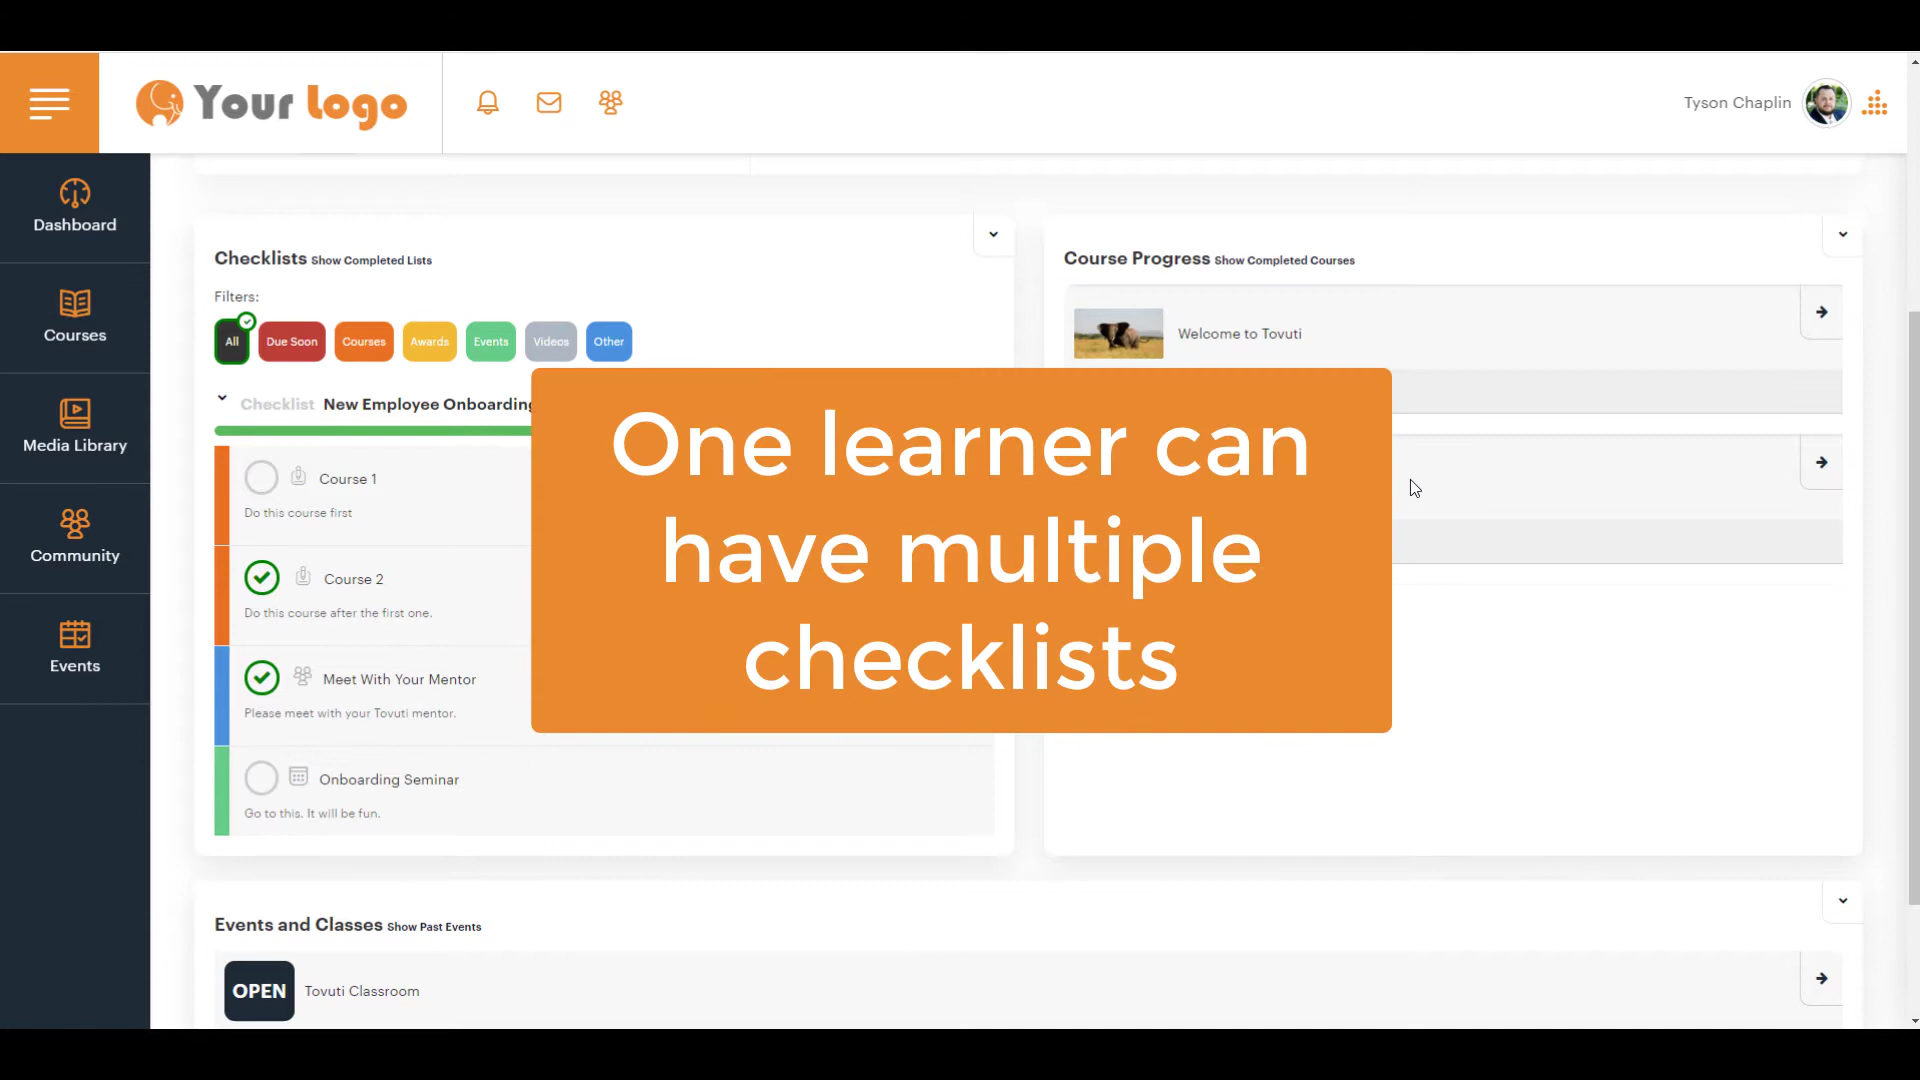 Your Logo
Tyson Chaplin
Dashboard
Courses
Media Library
Community
Events
Checklists Show Completed Lists
Filters:
All
Due Soon
Courses
Awards
Events
Videos
Other
Checklist New Employee Onboarding
Course 1
Do this course first
Course 2
Do this course after the first one.
Meet With Your Mentor
Please meet with your Tovuti mentor.
Onboarding Seminar
Go to this. It will be fun.
Course Progress Show Completed Courses
Welcome to Tovuti
One learner can
have multiple
checklists
Events and Classes Show Past Events
OPEN
Tovuti Classroom